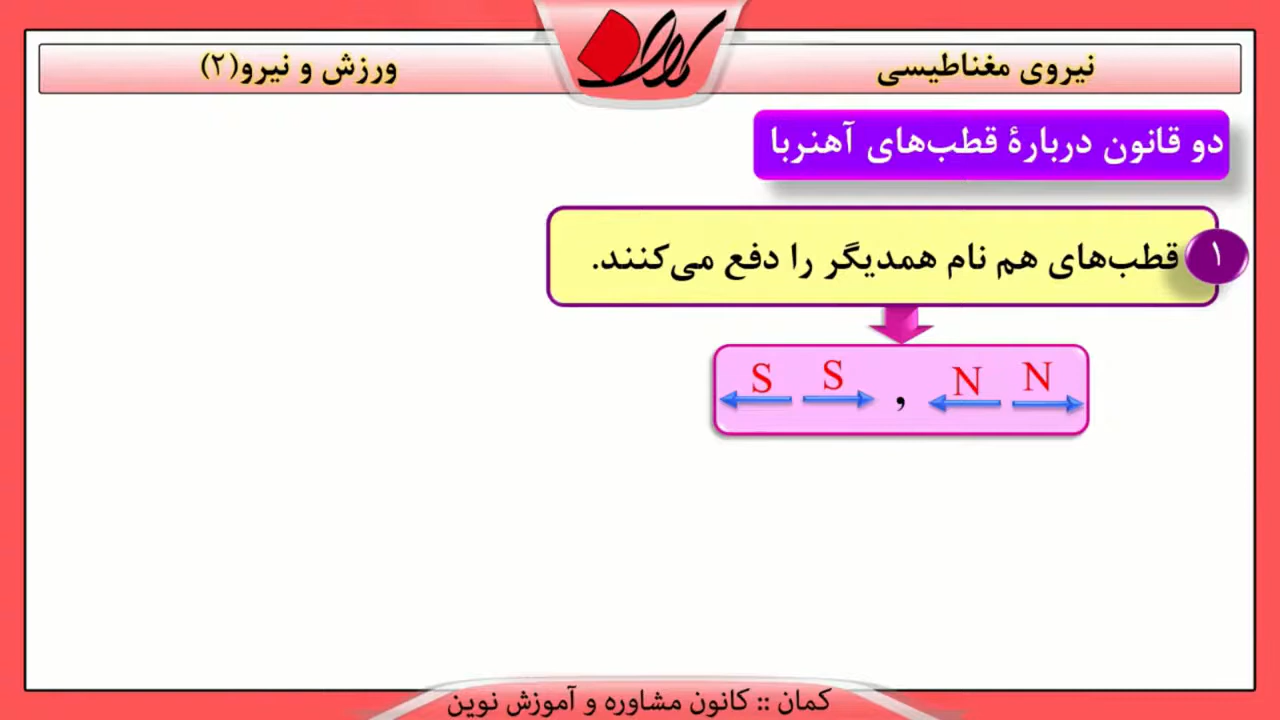 نیروی مغناطیسی
کمان
ورزش و نیرو(۲)
دو قانون دربارهٔ قطب‌های آهنربا
۱ قطب‌های هم نام همدیگر را دفع می‌کنند.
S S , N N
کمان :: کانون مشاوره و آموزش نوین